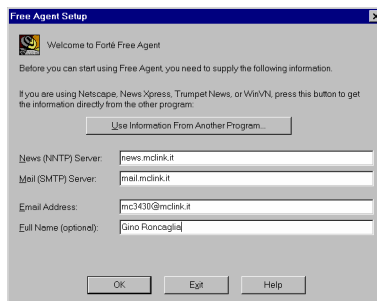 Free Agent Setup
Welcome to Forté Free Agent
Before you can start using Free Agent, you need to supply the following information.
If you are using Netscape, News Xpress, Trumpet News, or WinVN, press this button to get
the information directly from the other program:
Use Information From Another Program...
News (NNTP) Server: news.mclink.it
Mail (SMTP) Server: mail.mclink.it
Email Address: mc3430@mclink.it
Full Name (optional): Gino Roncaglia
OK Exit Help